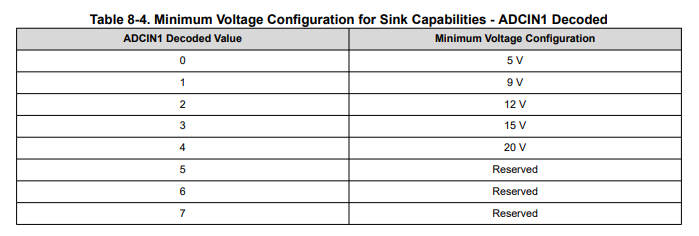 Table 8-4. Minimum Voltage Configuration for Sink Capabilities - ADCIN1 Decoded
ADCIN1 Decoded Value Minimum Voltage Configuration
0 5 V
1 9 V
2 12 V
3 15 V
4 20 V
5 Reserved
6 Reserved
7 Reserved